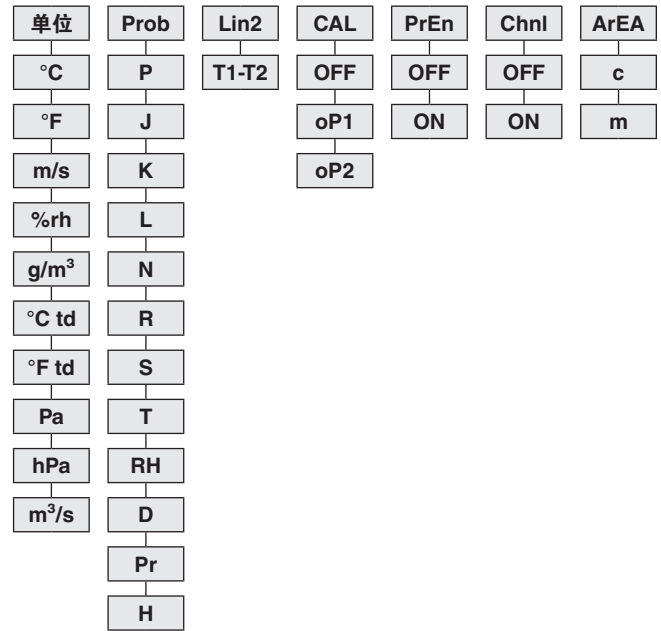 单位 Prob Lin2 CAL PrEn Chnl ArEA
°C P T1-T2 OFF OFF OFF c
°F J oP1 ON ON m
m/s K oP2
%rh L
g/m³ N
°C td R
°F td S
Pa T
hPa RH
m³/s D
Pr
H